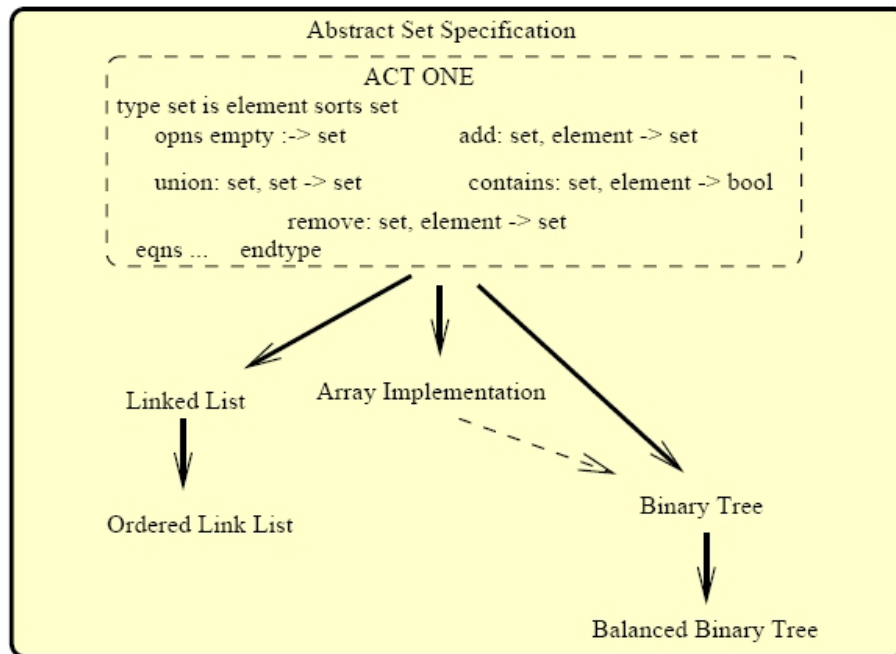 Abstract Set Specification
ACT ONE
type set is element sorts set
opns empty :-> set add: set, element -> set
union: set, set -> set contains: set, element -> bool
remove: set, element -> set
eqns ... endtype
Linked List
Array Implementation
Ordered Link List
Binary Tree
Balanced Binary Tree